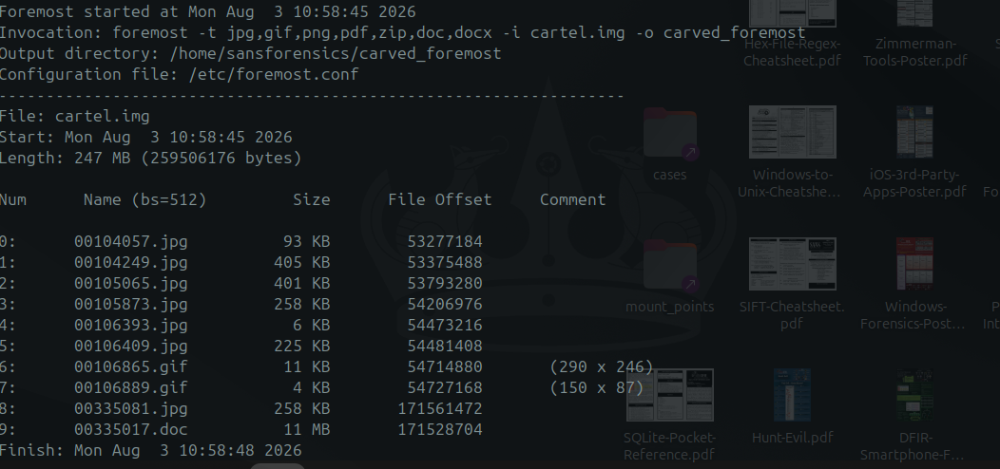 Foremost started at Mon Aug  3 10:58:45 2026
Invocation: foremost -t jpg,gif,png,pdf,zip,doc,docx -i cartel.img -o carved_foremost
Output directory: /home/sansforensics/carved_foremost
Configuration file: /etc/foremost.conf
------------------------------------------------------------------
File: cartel.img
Start: Mon Aug  3 10:58:45 2026
Length: 247 MB (259506176 bytes)
Num      Name (bs=512)         Size      File Offset     Comment
0:      00104057.jpg          93 KB        53277184
1:      00104249.jpg         405 KB        53375488
2:      00105065.jpg         401 KB        53793280
3:      00105873.jpg         258 KB        54206976
4:      00106393.jpg           6 KB        54473216
5:      00106409.jpg         225 KB        54481408
6:      00106865.gif          11 KB        54714880       (290 x 246)
7:      00106889.gif           4 KB        54727168       (150 x 87)
8:      00335081.jpg         258 KB       171561472
9:      00335017.doc          11 MB       171528704
Finish: Mon Aug  3 10:58:48 2026
Hex-File-Regex-
Cheatsheet.pdf
Zimmerman-
Tools-Poster.pdf
cases
Windows-to-
Unix-Cheatshe...
iOS-3rd-Party-
Apps-Poster.pdf
mount_points
SIFT-Cheatsheet.
pdf
Windows-
Forensics-Post...
SQLite-Pocket-
Reference.pdf
Hunt-Evil.pdf
DFIR-
Smartphone-F...